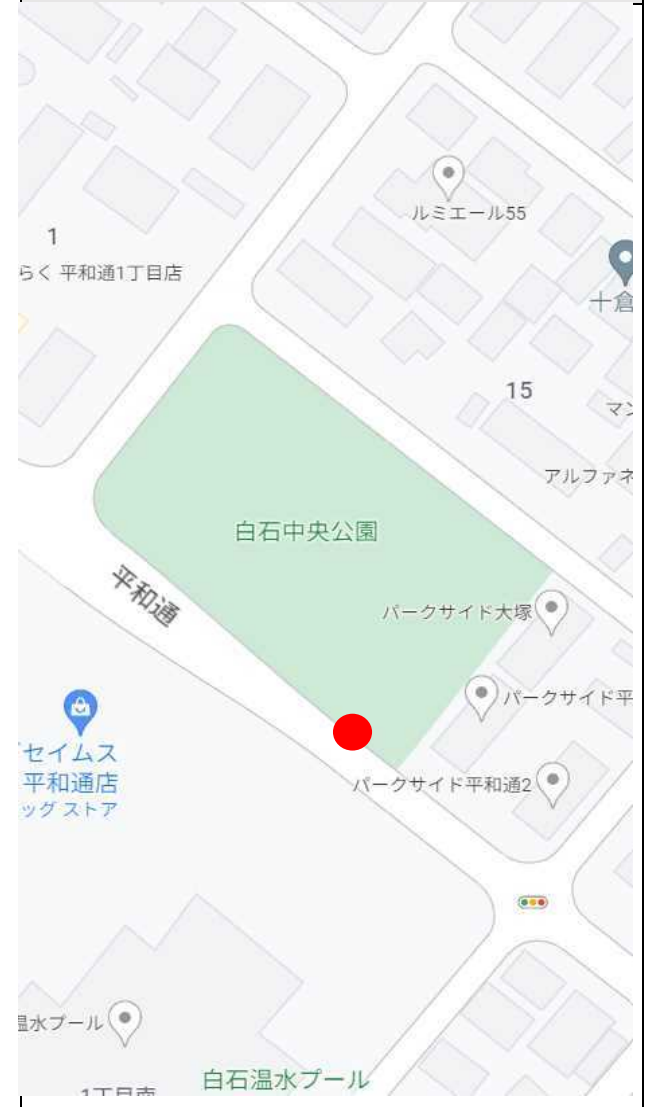 ルミエール55
1
らく 平和通1丁目店
十倉
15
マン
アルファネ
白石中央公園
平和通
パークサイド大塚
パークサイド平
セイムス
平和通店
ッグ ストア
パークサイド平和通2
温水プール
白石温水プール
1丁目南